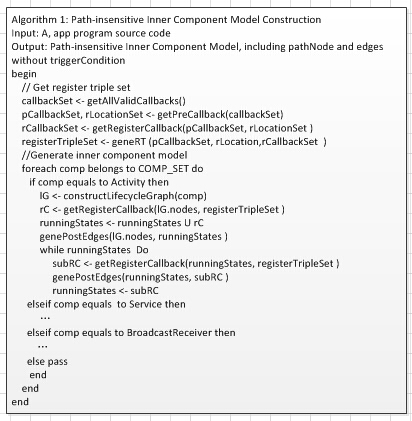 Algorithm 1: Path-insensitive Inner Component Model Construction
Input: A, app program source code
Output: Path-insensitive Inner Component Model, including pathNode and edges
without triggerCondition
begin
// Get register triple set
callbackSet <- getAllValidCallbacks()
pCallbackSet, rLocationSet <- getPreCallback(callbackSet)
rCallbackSet <- getRegisterCallback(pCallbackSet, rLocationSet )
registerTripleSet <- geneRT (pCallbackSet, rLocation,rCallbackSet )
//Generate inner component model
foreach comp belongs to COMP_SET do
if comp equals to Activity then
lG <- constructLifecycleGraph(comp)
rC <- getRegisterCallback(lG.nodes, registerTripleSet )
runningStates <- runningStates U rC
genePostEdges(lG.nodes, runningStates )
while runningStates Do
subRC <- getRegisterCallback(runningStates, registerTripleSet )
genePostEdges(runningStates, subRC )
runningStates <- subRC
elseif comp equals to Service then
...
elseif comp equals to BroadcastReceiver then
...
else pass
end
end
end